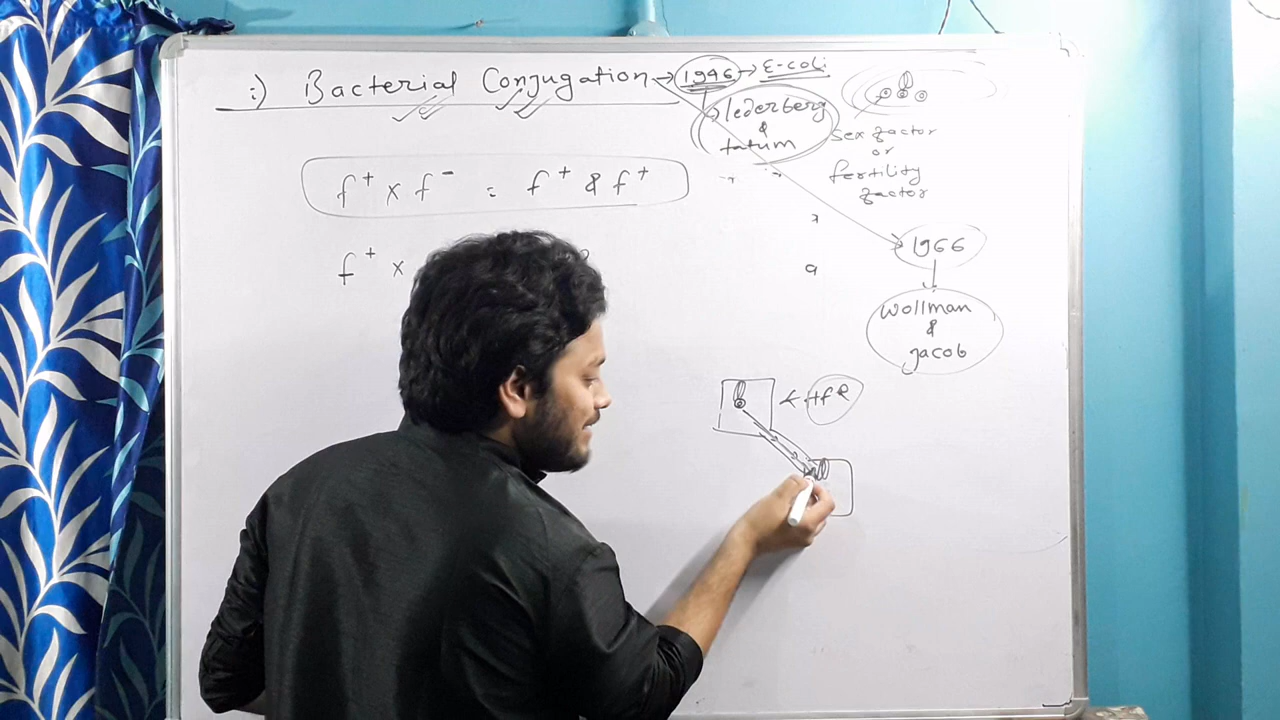 :) Bacterial Conjugation → 1946 → E-coli
lederberg
&
tatum
sex factor
or
fertility
factor
f⁺ x f⁻ = f⁺ & f⁺
f⁺ x
1966
Wollman
&
Jacob
HfR